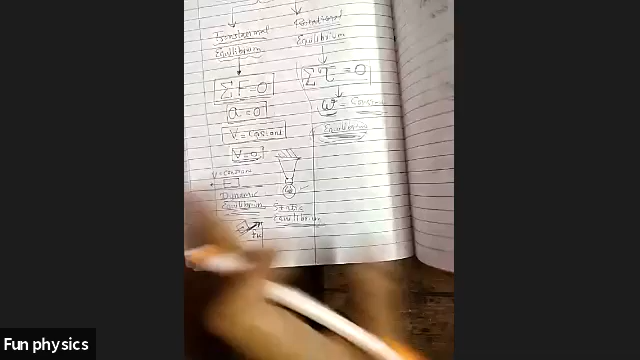 Translational
Equilibrium
ΣF = 0
a = 0
V = constant
V = 0
V = constant
Dynamic
Equilibrium
Static
Equilibrium
Rotational
Equilibrium
Στ = 0
ω = Constant
Equilibrium
Fun physics